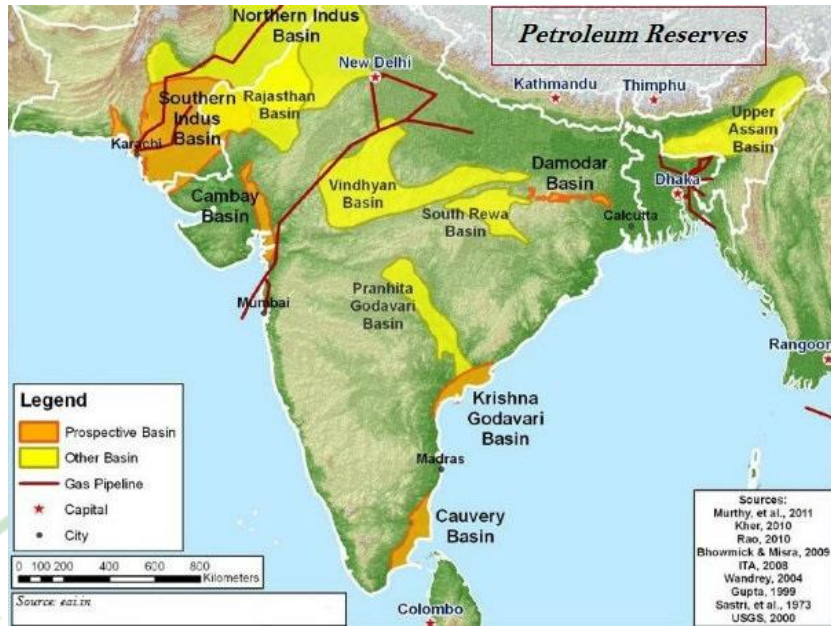 Petroleum Reserves
Northern Indus
Basin
New Delhi
Kathmandu
Thimphu
Southern
Indus
Basin
Rajasthan
Basin
Upper
Assam
Basin
Karachi
Cambay
Basin
Vindhyan
Basin
Damodar
Basin
Dhaka
South Rewa
Basin
Calcutta
Mumbai
Pranhita
Godavari
Basin
Rangoon
Krishna
Godavari
Basin
Madras
Cauvery
Basin
Colombo
Legend
Prospective Basin
Other Basin
Gas Pipeline
Capital
City
0 100 200 400 600 800
Kilometers
Source: eai.in
Sources:
Murthy, et al., 2011
Kher, 2010
Rao, 2010
Bhowmick & Misra, 2009
ITA, 2008
Wandrey, 2004
Gupta, 1999
Sastri, et al., 1973
USGS, 2000